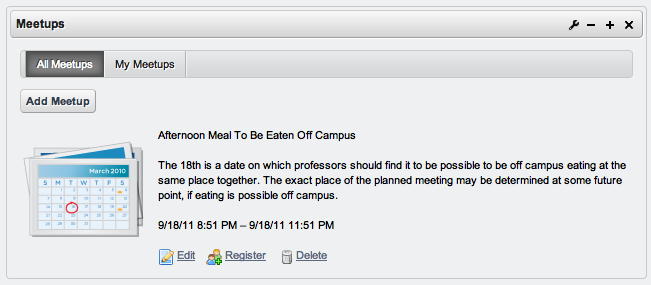 Meetups
All Meetups My Meetups
Add Meetup
March 2010
S M T W T F S
Afternoon Meal To Be Eaten Off Campus
The 18th is a date on which professors should find it to be possible to be off campus eating at the
same place together. The exact place of the planned meeting may be determined at some future
point, if eating is possible off campus.
9/18/11 8:51 PM – 9/18/11 11:51 PM
Edit Register Delete